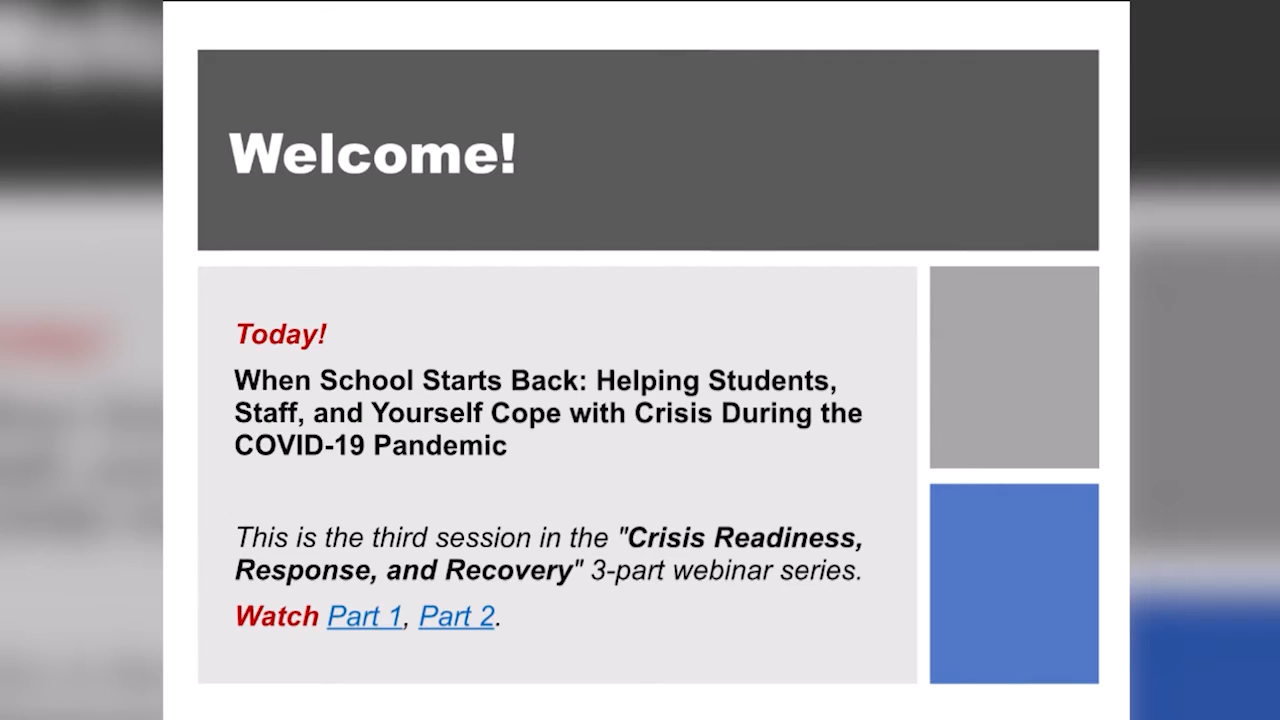 Welcome!
Today!
When School Starts Back: Helping Students,
Staff, and Yourself Cope with Crisis During the
COVID-19 Pandemic
This is the third session in the "Crisis Readiness,
Response, and Recovery" 3-part webinar series.
Watch Part 1, Part 2.